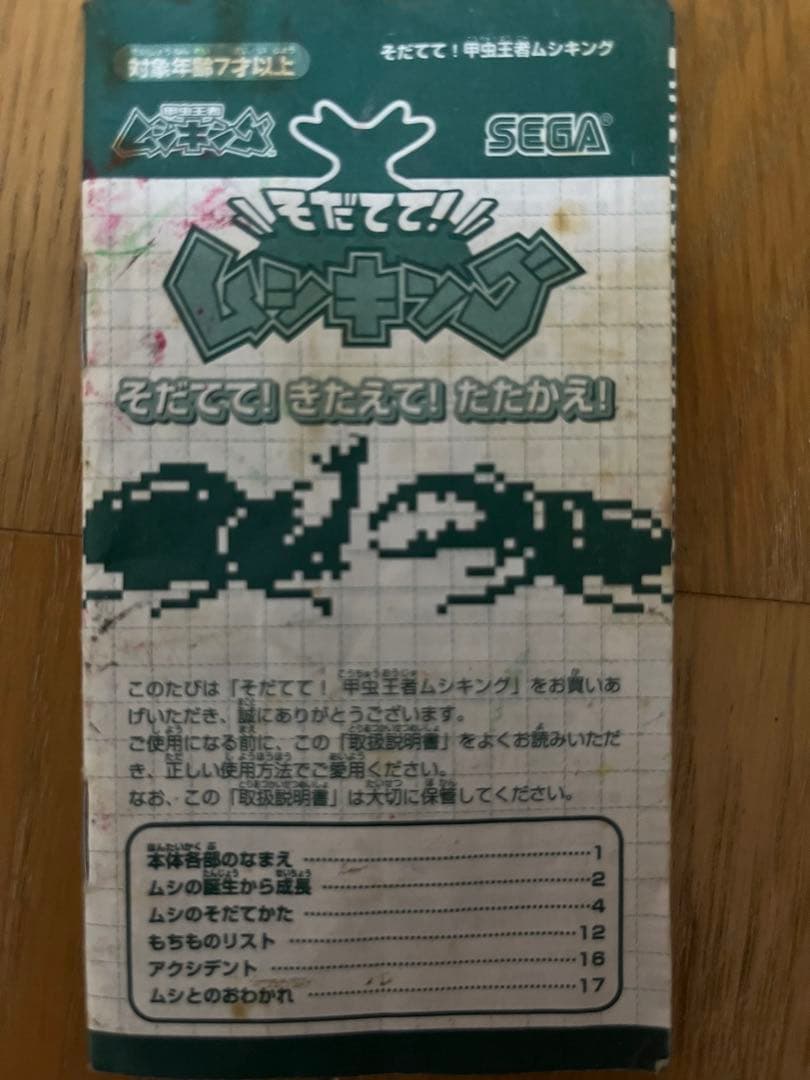 対象年齢7才以上
そだてて！甲虫王者ムシキング
甲虫王者
ムシキング
SEGA®
そだてて！
ムシキング
そだてて！ きたえて！ たたかえ！
このたびは「そだてて！ 甲虫王者ムシキング」をお買いあ
げいただき、誠にありがとうございます。
ご使用になる前に、この「取扱説明書」をよくお読みいただ
き、正しい使用方法でご愛用ください。
なお、この「取扱説明書」は大切に保管してください。
本体各部のなまえ 1
ムシの誕生から成長 2
ムシのそだてかた 4
もちものリスト 12
アクシデント 16
ムシとのおわかれ 17